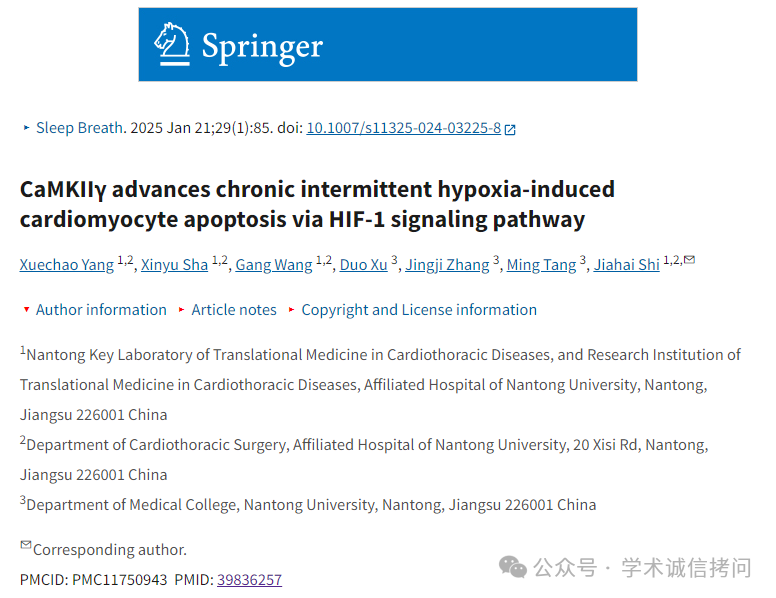 Springer
Sleep Breath. 2025 Jan 21;29(1):85. doi: 10.1007/s11325-024-03225-8
CaMKIIγ advances chronic intermittent hypoxia-induced
cardiomyocyte apoptosis via HIF-1 signaling pathway
Xuechao Yang 1,2, Xinyu Sha 1,2, Gang Wang 1,2, Duo Xu 3, Jingji Zhang 3, Ming Tang 3, Jiahai Shi 1,2,✉
Author information Article notes Copyright and License information
1Nantong Key Laboratory of Translational Medicine in Cardiothoracic Diseases, and Research Institution of
Translational Medicine in Cardiothoracic Diseases, Affiliated Hospital of Nantong University, Nantong,
Jiangsu 226001 China
2Department of Cardiothoracic Surgery, Affiliated Hospital of Nantong University, 20 Xisi Rd, Nantong,
Jiangsu 226001 China
3Department of Medical College, Nantong University, Nantong, Jiangsu 226001 China
✉Corresponding author.
PMCID: PMC11750943 PMID: 39836257
公众号 · 学术诚信拷问